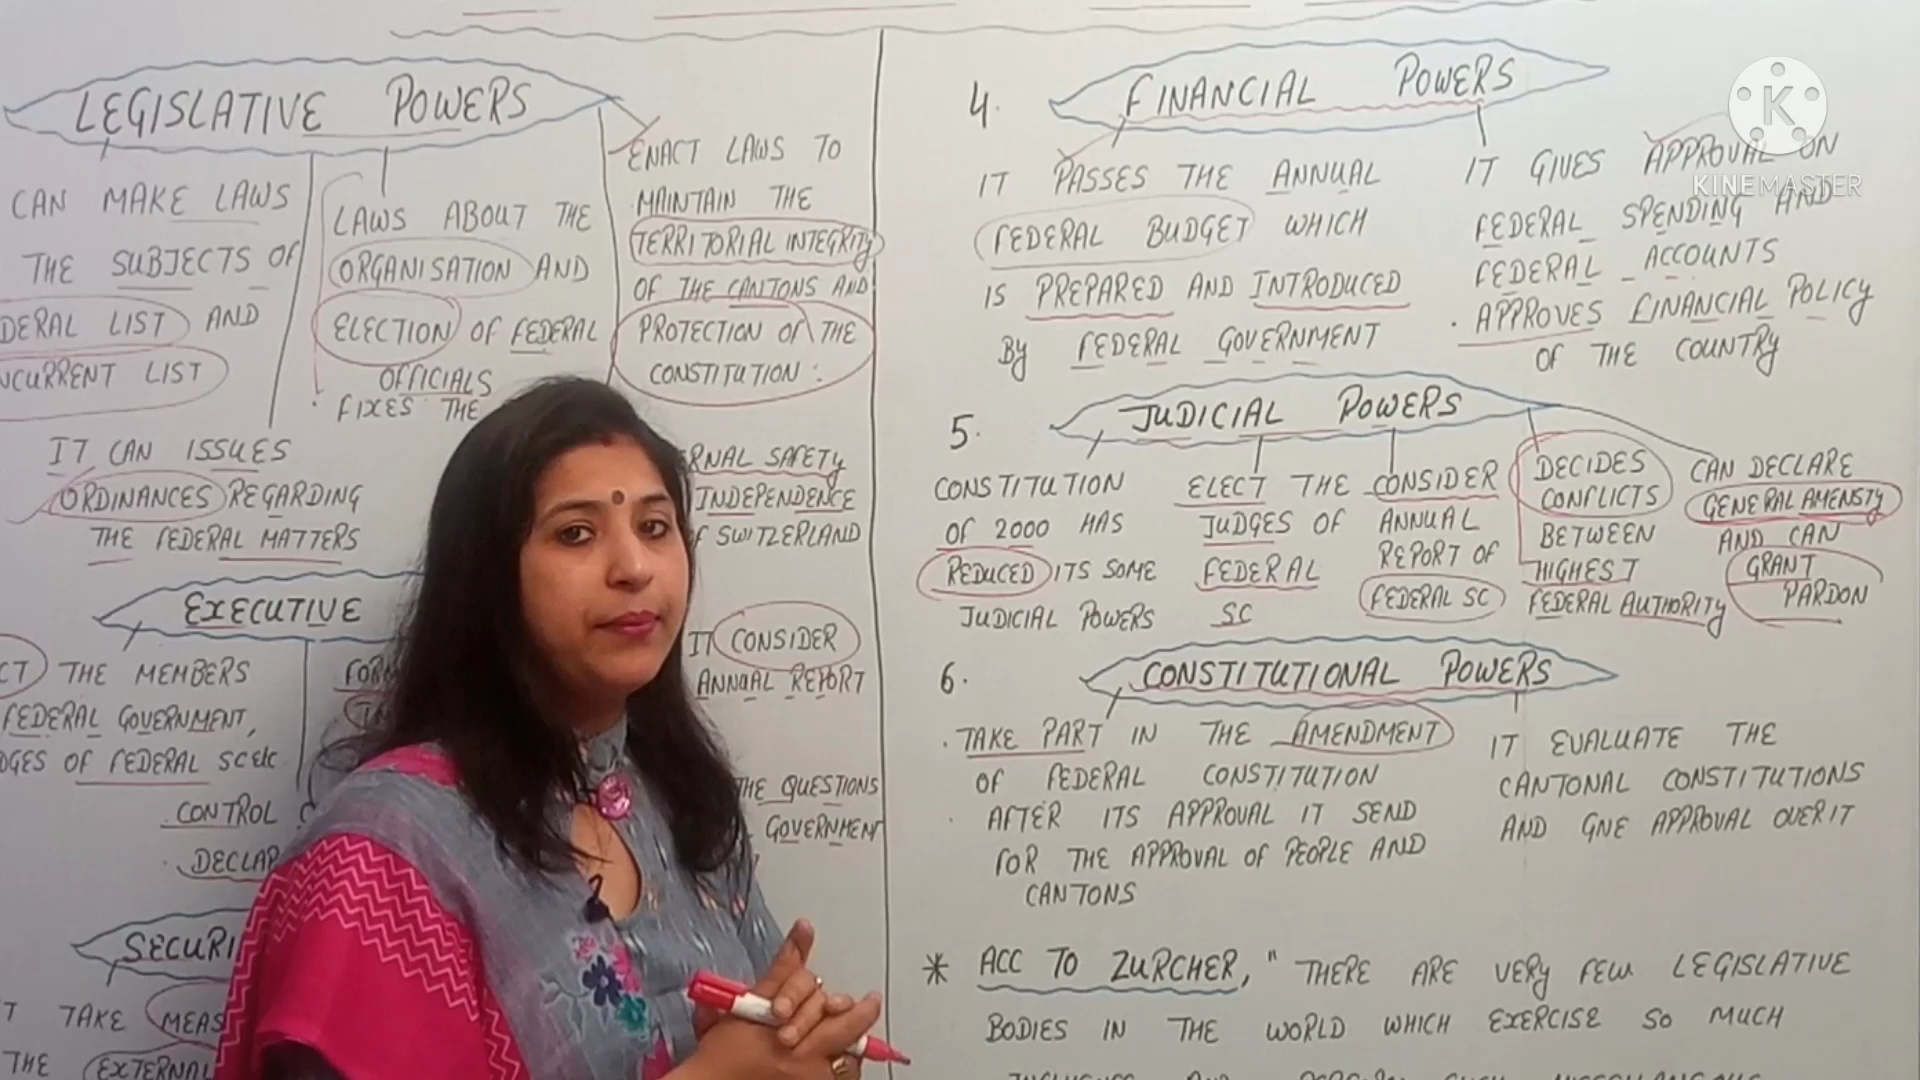 LEGISLATIVE POWERS
CAN MAKE LAWS
THE SUBJECTS OF
DERAL LIST AND
NCURRENT LIST
LAWS ABOUT THE
ORGANISATION AND
ELECTION OF FEDERAL
OFFICIALS
. FIXES THE
ENACT LAWS TO
MAINTAIN THE
TERRITORIAL INTEGRITY
OF THE CANTONS AND
PROTECTION OF THE
CONSTITUTION .
IT CAN ISSUES
ORDINANCES REGARDING
THE FEDERAL MATTERS
RNAL SAFETY
INDEPENDENCE
OF SWITZERLAND
EXECUTIVE
CT THE MEMBERS
FEDERAL GOVERNMENT,
DGES OF FEDERAL SC etc
. CONTROL
. DECLAR
IT CONSIDER
ANNUAL REPORT
THE QUESTIONS
GOVERNMENT
SECURI
T TAKE MEAS
THE EXTERNAL
4. FINANCIAL POWERS
IT PASSES THE ANNUAL
FEDERAL BUDGET WHICH
IS PREPARED AND INTRODUCED
BY FEDERAL GOVERNMENT
IT GIVES APPROVAL ON
FEDERAL SPENDING AND
FEDERAL ACCOUNTS
. APPROVES FINANCIAL POLICY
OF THE COUNTRY
K
KINEMASTER
5. JUDICIAL POWERS
CONSTITUTION
OF 2000 HAS
REDUCED ITS SOME
JUDICIAL POWERS
ELECT THE
JUDGES OF
FEDERAL
SC
CONSIDER
ANNUAL
REPORT OF
FEDERAL SC
DECIDES
CONFLICTS
BETWEEN
HIGHEST
FEDERAL AUTHORITY
CAN DECLARE
GENERAL AMENSTY
AND CAN
GRANT
PARDON
6. CONSTITUTIONAL POWERS
. TAKE PART IN THE AMENDMENT
OF FEDERAL CONSTITUTION
. AFTER ITS APPROVAL IT SEND
FOR THE APPROVAL OF PEOPLE AND
CANTONS
IT EVALUATE THE
CANTONAL CONSTITUTIONS
AND GIVE APPROVAL OVER IT
* ACC TO ZURCHER, " THERE ARE VERY FEW LEGISLATIVE
BODIES IN THE WORLD WHICH EXERCISE SO MUCH